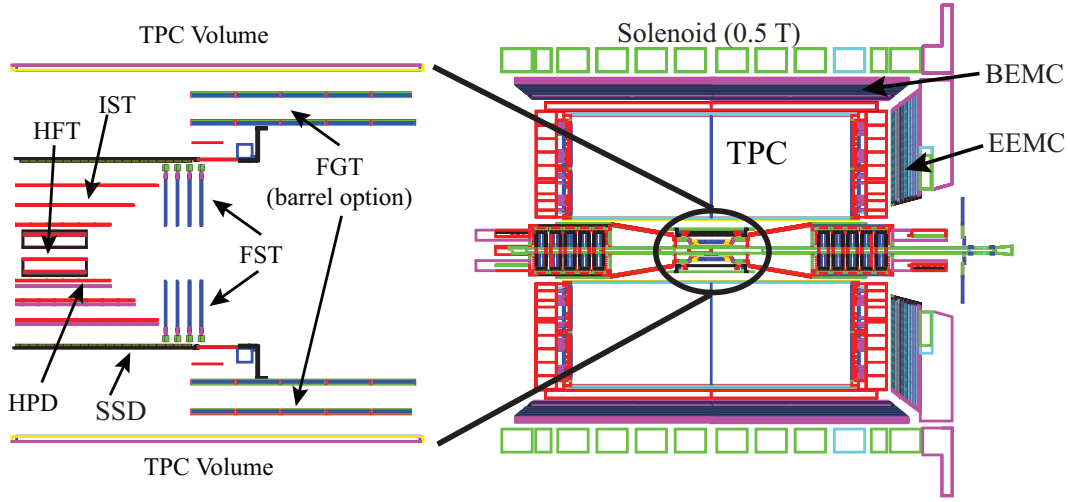 TPC Volume
IST
HFT
FGT
(barrel option)
FST
HPD
SSD
TPC Volume
Solenoid (0.5 T)
BEMC
TPC
EEMC